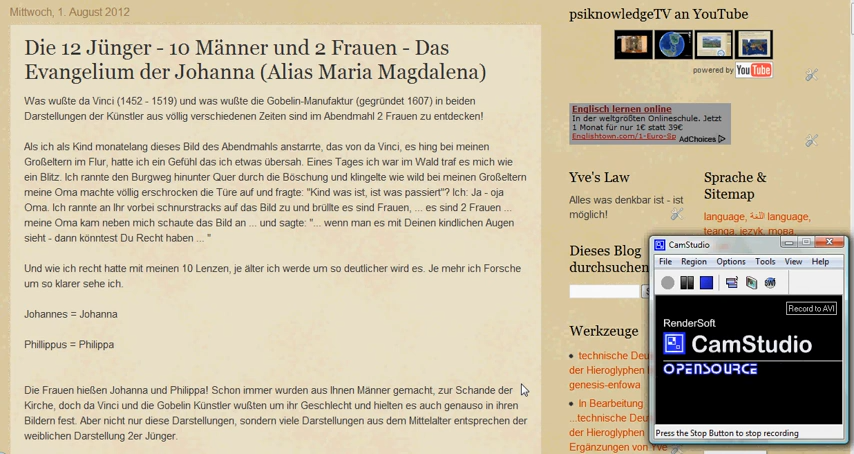 Mittwoch, 1. August 2012
Die 12 Jünger - 10 Männer und 2 Frauen - Das
Evangelium der Johanna (Alias Maria Magdalena)
Was wußte da Vinci (1452 - 1519) und was wußte die Gobelin-Manufaktur (gegründet 1607) in beiden
Darstellungen der Künstler aus völlig verschiedenen Zeiten sind im Abendmahl 2 Frauen zu entdecken!
Als ich als Kind monatelang dieses Bild des Abendmahls anstarrte, das von da Vinci, es hing bei meinen
Großeltern im Flur, hatte ich ein Gefühl das ich etwas übersah. Eines Tages ich war im Wald traf es mich wie
ein Blitz. Ich rannte den Burgweg hinunter Quer durch die Böschung und klingelte wie wild bei meinen Großeltern
meine Oma machte völlig erschrocken die Türe auf und fragte: "Kind was ist, ist was passiert"? Ich: Ja - oja
Oma. Ich rannte an Ihr vorbei schnurstracks auf das Bild zu und brüllte es sind Frauen, ... es sind 2 Frauen ...
meine Oma kam neben mich schaute das Bild an ... und sagte: "... wenn man es mit Deinen kindlichen Augen
sieht - dann könntest Du Recht haben ... "
Und wie ich recht hatte mit meinen 10 Lenzen, je älter ich werde um so deutlicher wird es. Je mehr ich Forsche
um so klarer sehe ich.
Johannes = Johanna
Phillippus = Philippa
Die Frauen hießen Johanna und Philippa! Schon immer wurden aus Ihnen Männer gemacht, zur Schande der
Kirche, doch da Vinci und die Gobelin Künstler wußten um ihr Geschlecht und hielten es auch genauso in ihren
Bildern fest. Aber nicht nur diese Darstellungen, sondern viele Darstellungen aus dem Mittelalter entsprechen der
weiblichen Darstellung 2er Jünger.
psiknowledgeTV an YouTube
powered by YouTube
Englisch lernen online
In der weltgrößten Onlineschule. Jetzt
1 Monat für nur 1€ statt 39€
Englishtown.com/1-Euro-Sp
AdChoices
Yve's Law
Alles was denkbar ist - ist
möglich!
Dieses Blog
durchsuchen
Werkzeuge
technische Deu
der Hieroglyphen
genesis-enfowa
In Bearbeitung
...technische Deu
der Hieroglyphen
Ergänzungen von Yve
Sprache &
Sitemap
language, اللغة language,
teanga, jezyk, мова,
CamStudio
File Region Options Tools View Help
Record to AVI
RenderSoft
CamStudio
OPENSOURCE
Press the Stop Button to stop recording